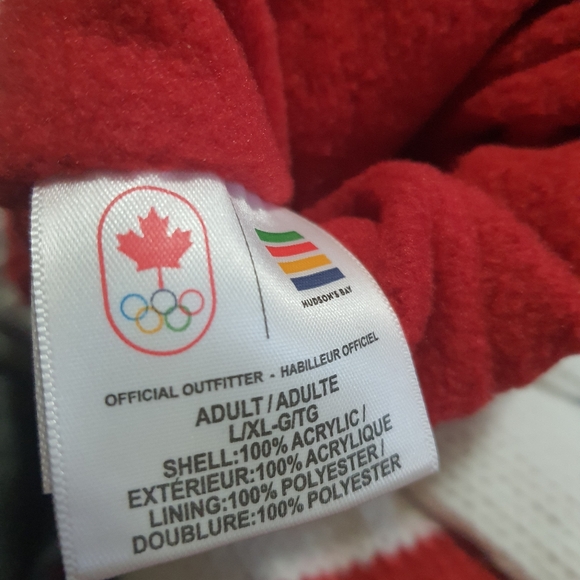 HUDSON'S BAY
OFFICIAL OUTFITTER - HABILLEUR OFFICIEL
ADULT / ADULTE
L/XL-G/TG
SHELL:100% ACRYLIC /
EXTÉRIEUR:100% ACRYLIQUE
LINING:100% POLYESTER /
DOUBLURE:100% POLYESTER